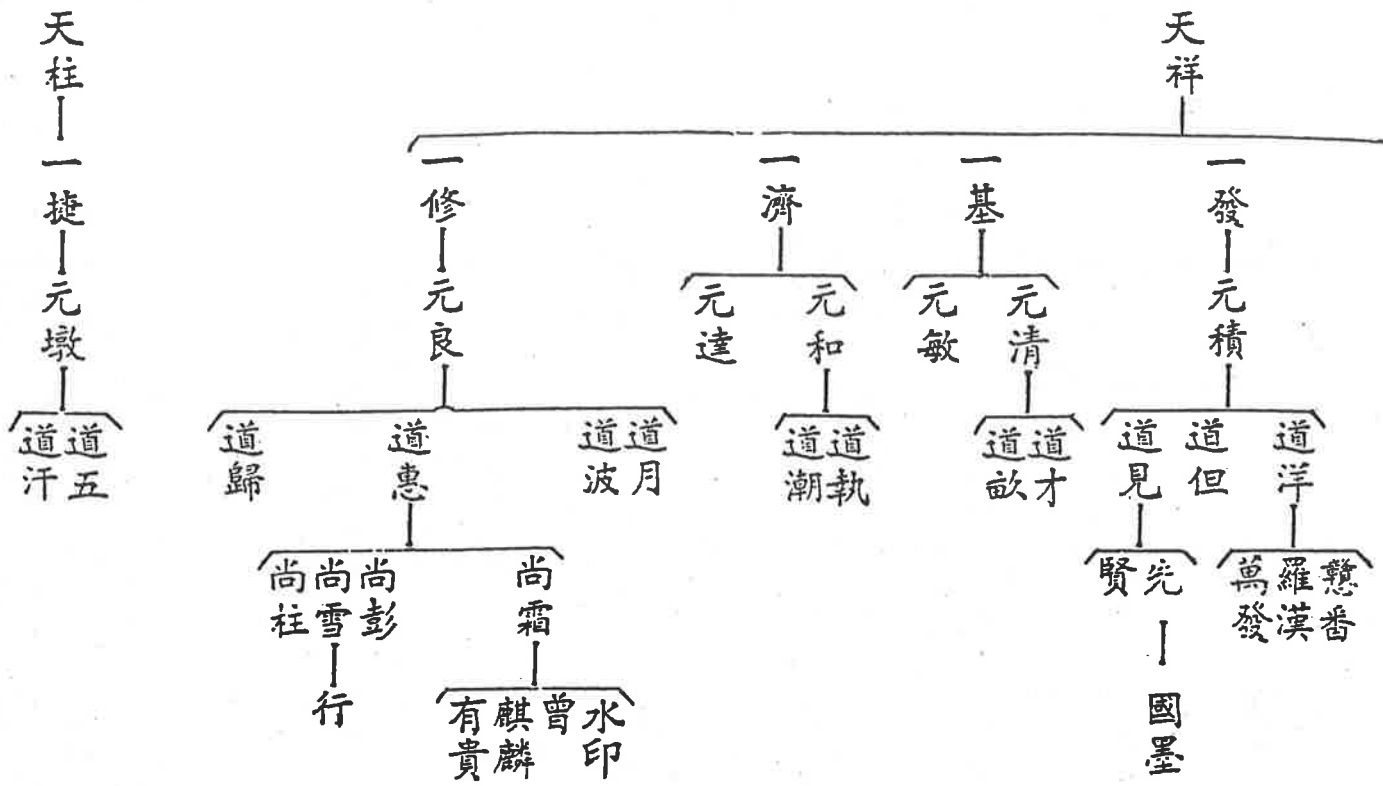 天祥
天柱
一發
一基
一濟
一修
一捷
元積
元清
元敏
元和
元達
元良
元墩
道洋
道但
道見
道才
道畝
道執
道潮
道月
道波
道惠
道歸
道五
道汗
戇番
羅漢
萬發
賢
尚霜
尚彭
尚雪
尚柱
國墨
水印
曾
麒麟
有貴
行